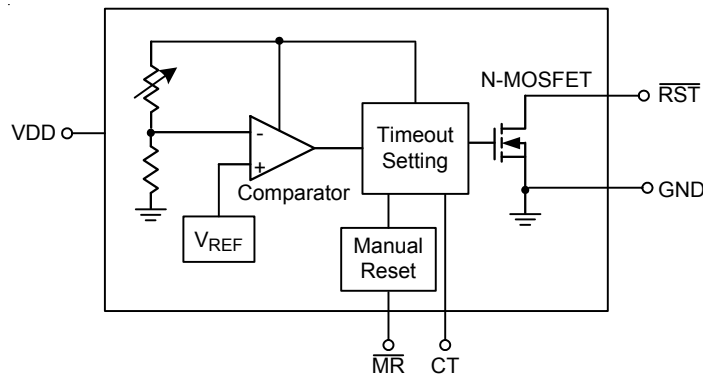 N-MOSFET
RST
VDD
-
Timeout
Setting
+
Comparator
GND
VREF
Manual
Reset
MR
CT